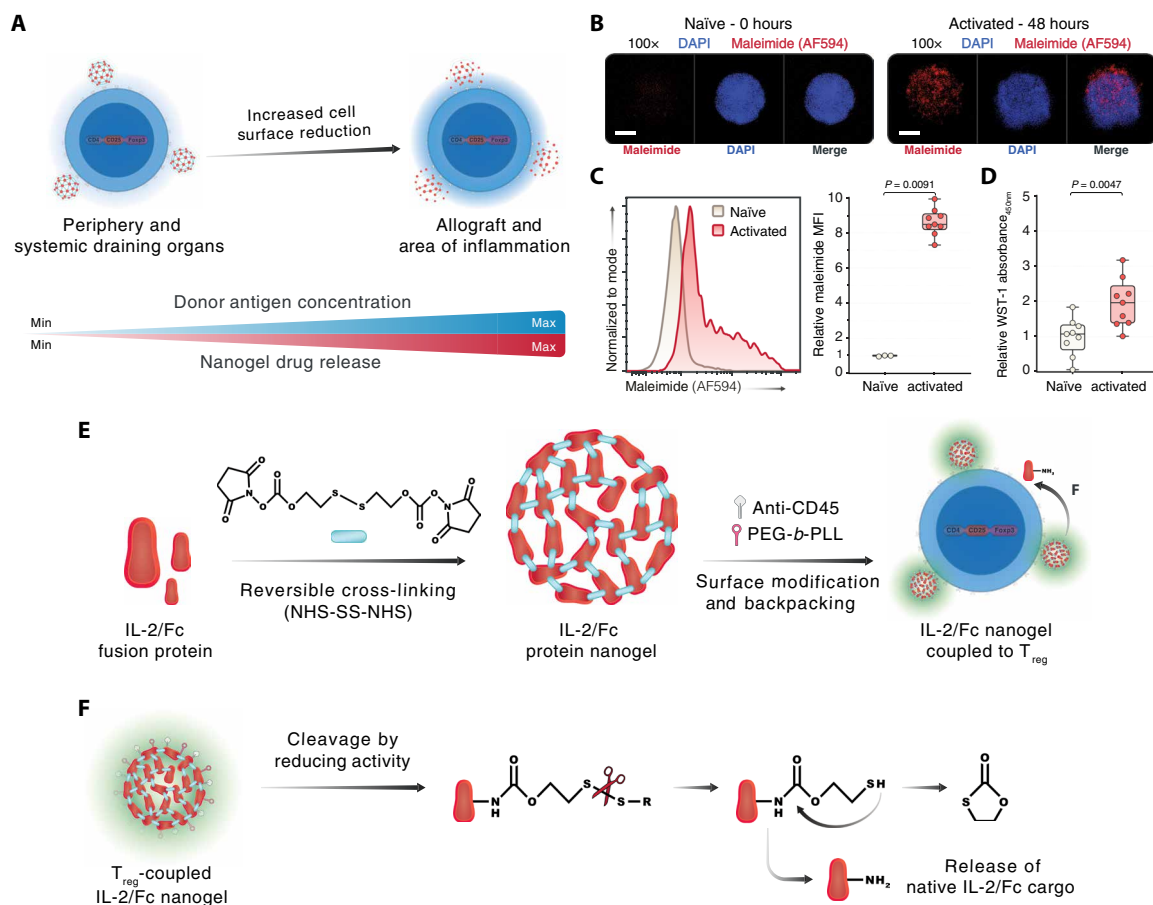 A
CD4 CD25 Foxp3
Increased cell
surface reduction
CD4 CD25 Foxp3
Periphery and
systemic draining organs
Allograft and
area of inflammation
Donor antigen concentration
Min Max
Min Max
Nanogel drug release
B
Naïve - 0 hours
100× DAPI Maleimide (AF594)
Maleimide DAPI Merge
Activated - 48 hours
100× DAPI Maleimide (AF594)
Maleimide DAPI Merge
C
Normalized to mode
Naïve
Activated
Maleimide (AF594)
Relative maleimide MFI
P = 0.0091
10
8
6
4
2
0
Naïve activated
D
Relative WST-1 absorbance450nm
P = 0.0047
5
4
3
2
1
0
Naïve activated
E
IL-2/Fc
fusion protein
O
N
O
O
O
O
S
S
O
O
O
N
O
O
Reversible cross-linking
(NHS-SS-NHS)
IL-2/Fc
protein nanogel
Anti-CD45
PEG-b-PLL
Surface modification
and backpacking
NH2
F
CD4 CD25 Foxp3
IL-2/Fc nanogel
coupled to Treg
F
Treg-coupled
IL-2/Fc nanogel
Cleavage by
reducing activity
O
N
H
O
S
S–R
O
N
H
O
SH
O
S
O
NH2
Release of
native IL-2/Fc cargo